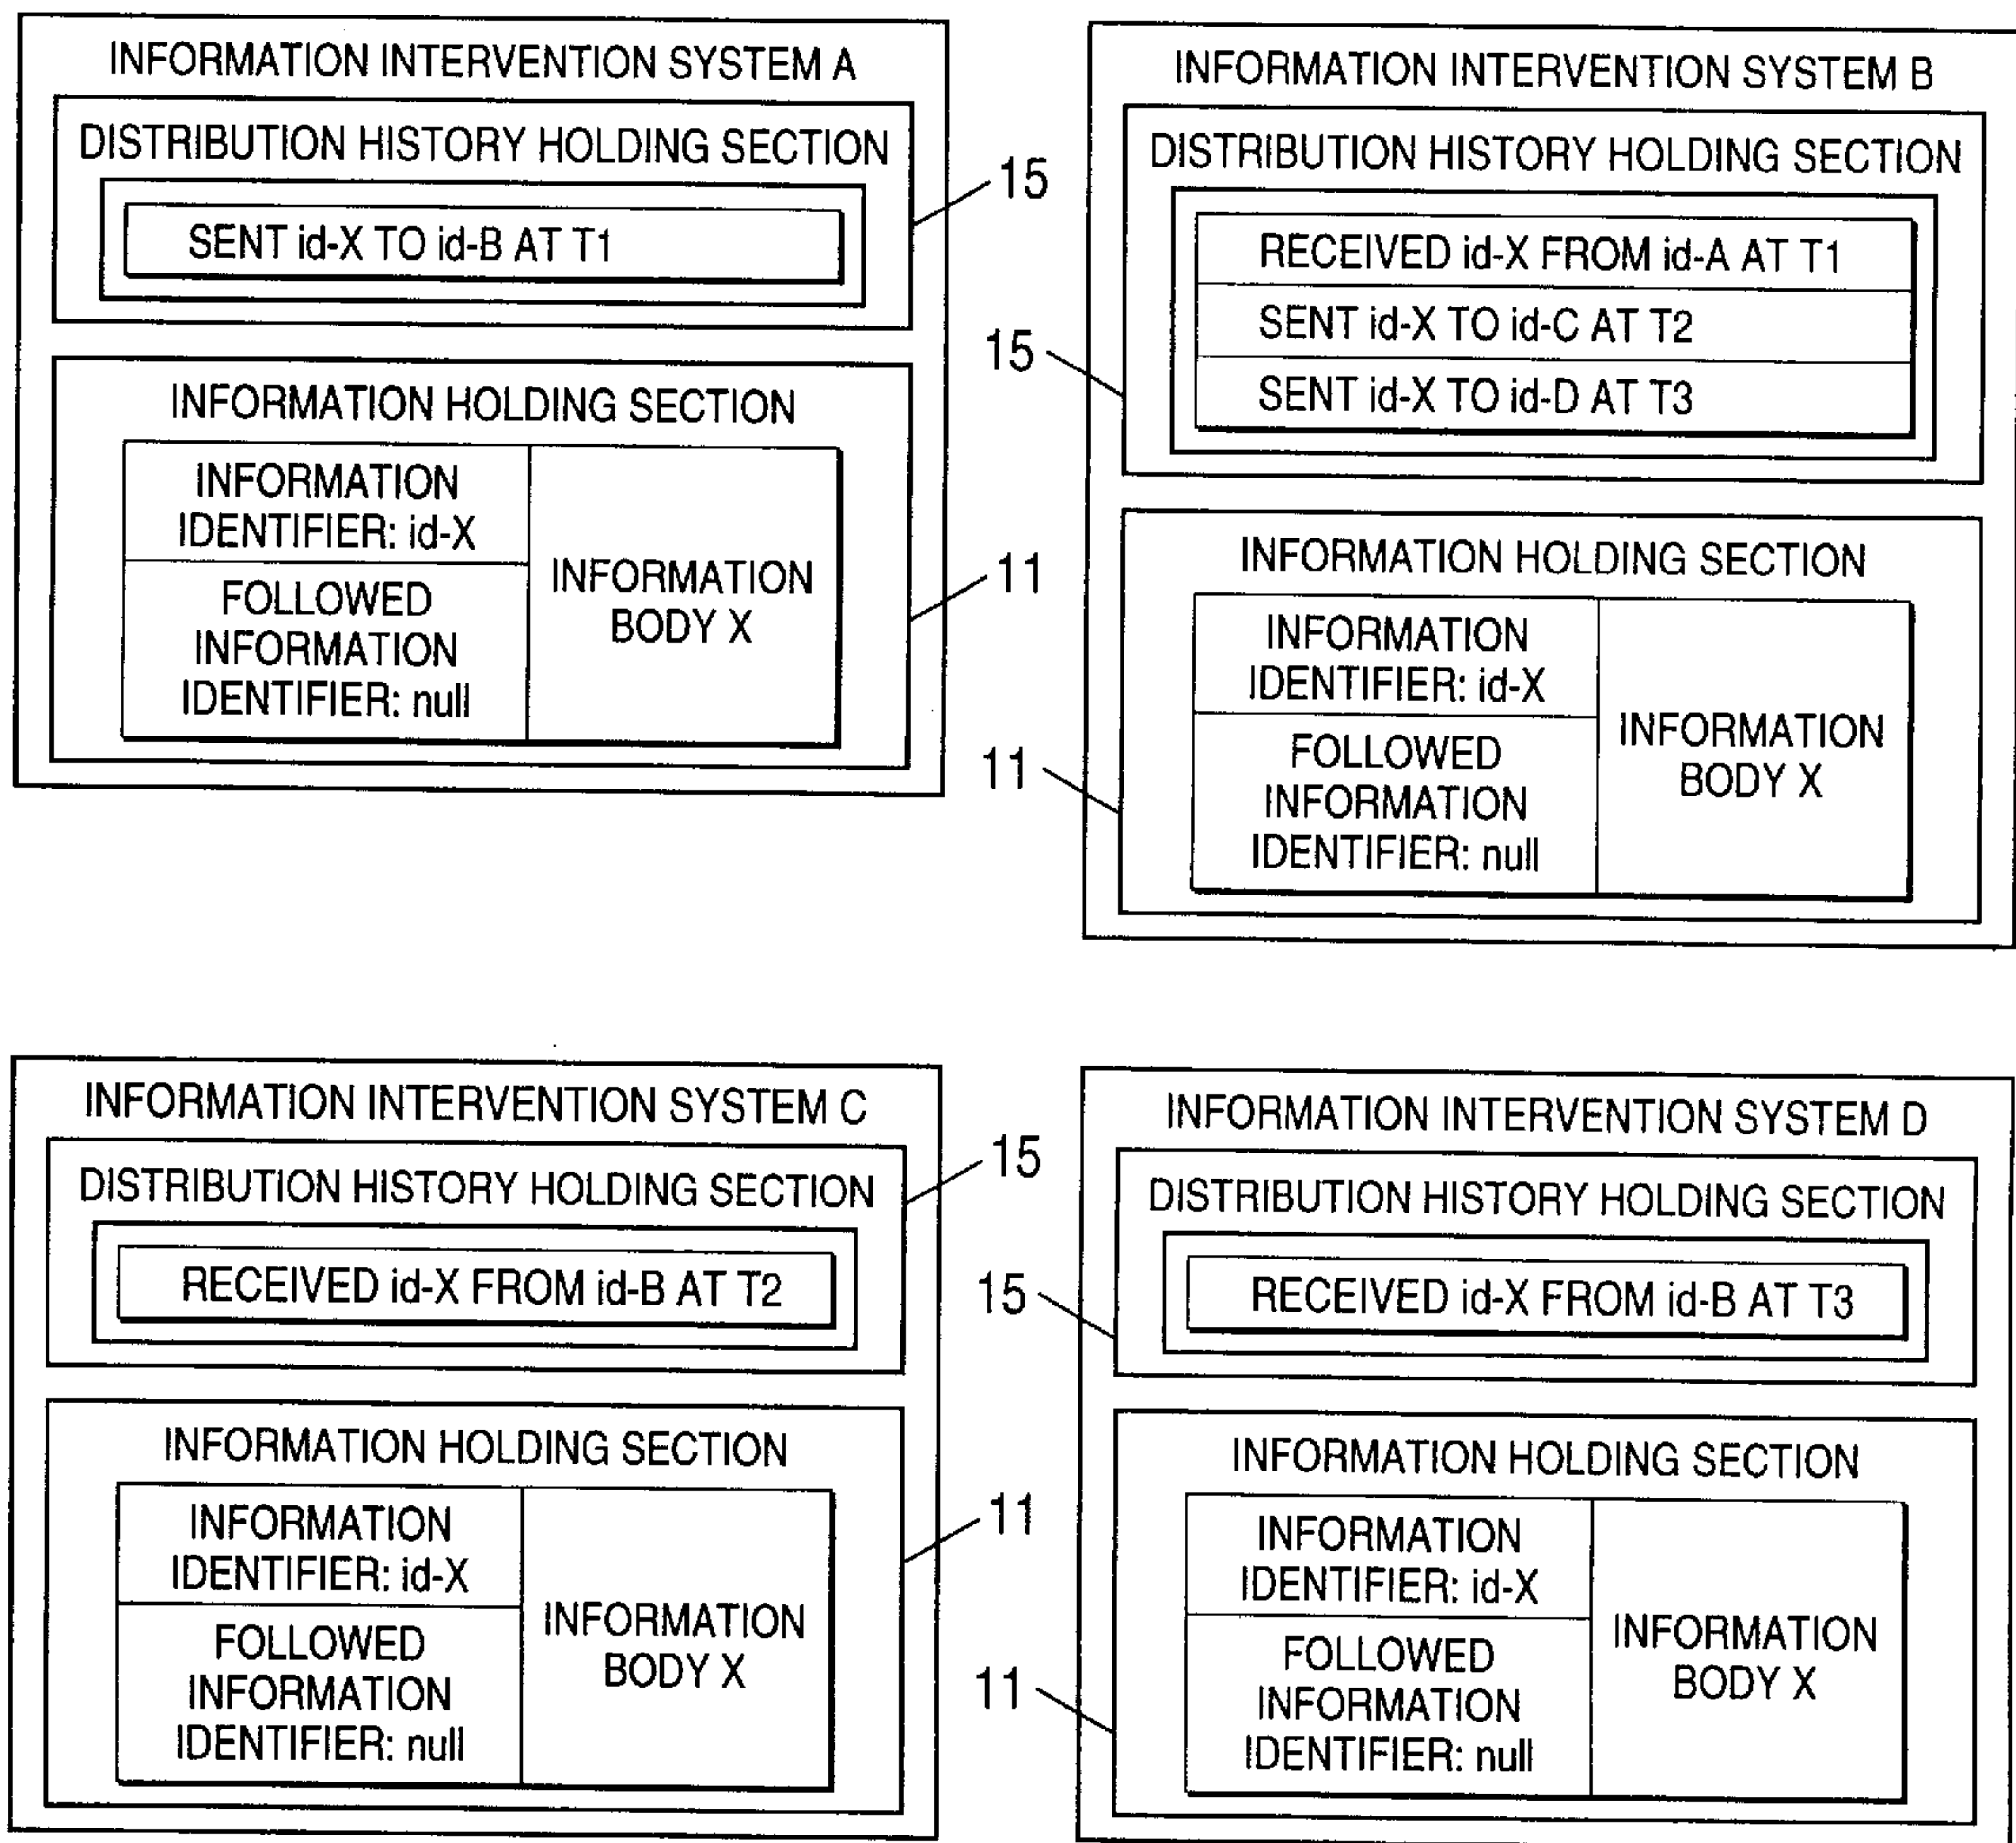 INFORMATION INTERVENTION SYSTEM A
DISTRIBUTION HISTORY HOLDING SECTION
SENT id-X TO id-B AT T1
15
INFORMATION HOLDING SECTION
INFORMATION
IDENTIFIER: id-X
FOLLOWED
INFORMATION
IDENTIFIER: null
INFORMATION
BODY X
11
INFORMATION INTERVENTION SYSTEM B
DISTRIBUTION HISTORY HOLDING SECTION
RECEIVED id-X FROM id-A AT T1
SENT id-X TO id-C AT T2
SENT id-X TO id-D AT T3
15
INFORMATION HOLDING SECTION
INFORMATION
IDENTIFIER: id-X
FOLLOWED
INFORMATION
IDENTIFIER: null
INFORMATION
BODY X
11
INFORMATION INTERVENTION SYSTEM C
DISTRIBUTION HISTORY HOLDING SECTION
RECEIVED id-X FROM id-B AT T2
15
INFORMATION HOLDING SECTION
INFORMATION
IDENTIFIER: id-X
FOLLOWED
INFORMATION
IDENTIFIER: null
INFORMATION
BODY X
11
INFORMATION INTERVENTION SYSTEM D
DISTRIBUTION HISTORY HOLDING SECTION
RECEIVED id-X FROM id-B AT T3
15
INFORMATION HOLDING SECTION
INFORMATION
IDENTIFIER: id-X
FOLLOWED
INFORMATION
IDENTIFIER: null
INFORMATION
BODY X
11